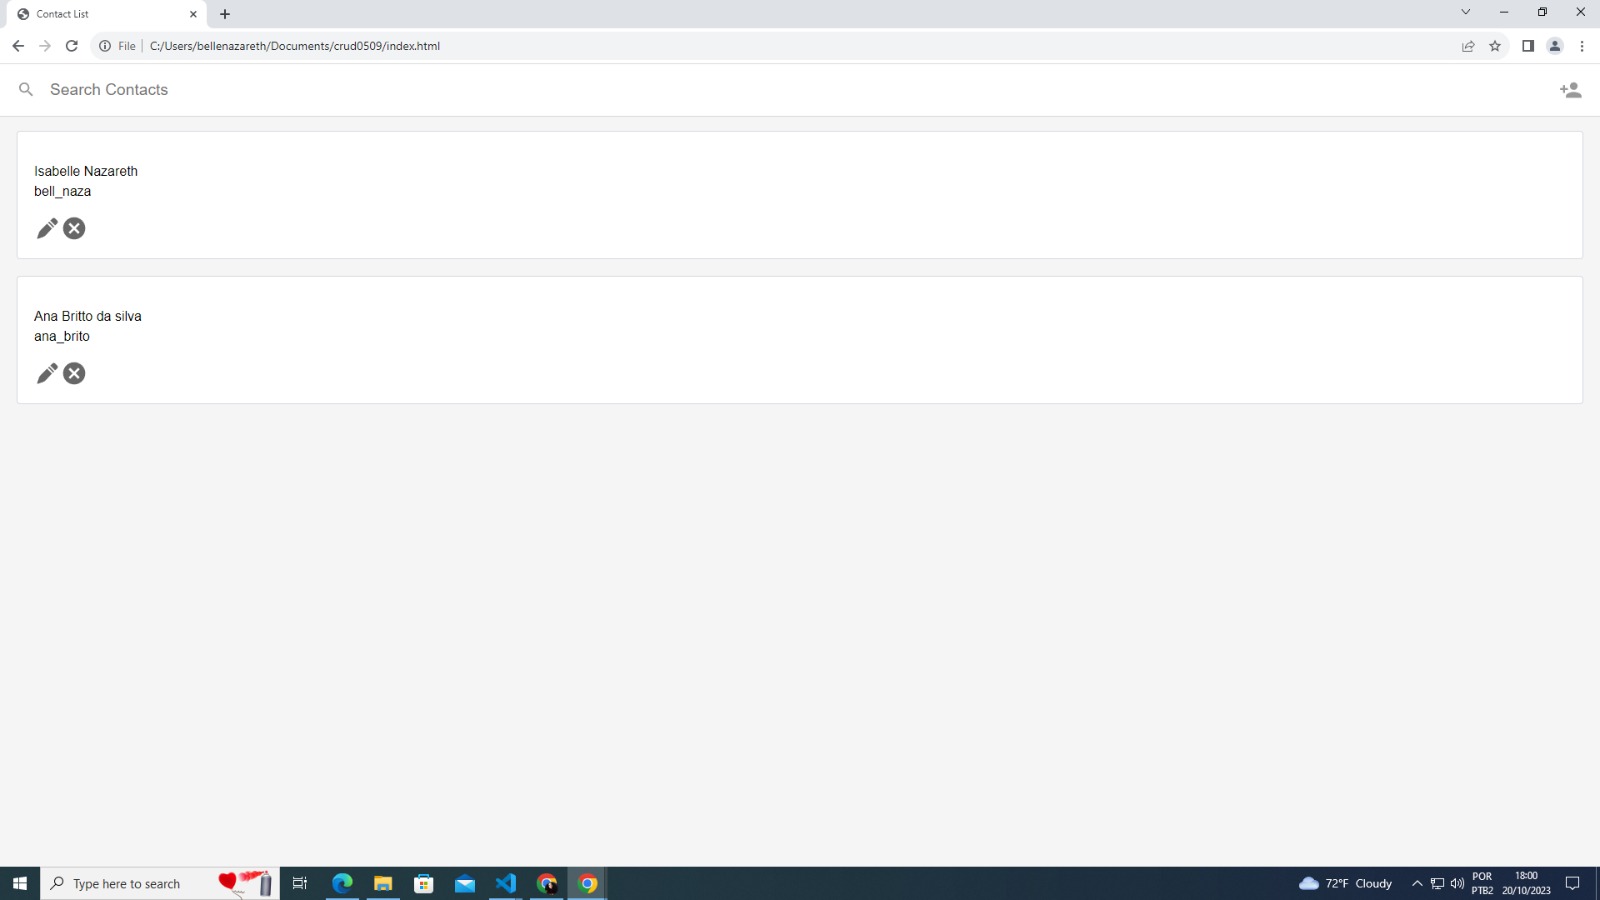 Contact List
File
C:/Users/bellenazareth/Documents/crud0509/index.html
Search Contacts
Isabelle Nazareth
bell_naza
Ana Britto da silva
ana_brito
Type here to search
72°F Cloudy
POR
PTB2
18:00
20/10/2023